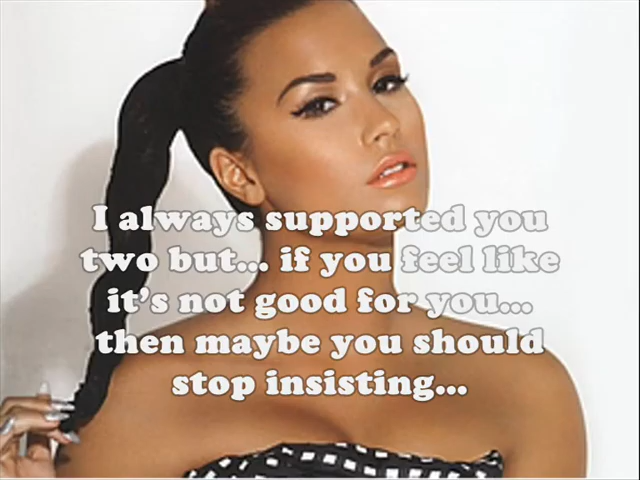 I always supported you
two but... if you feel like
it's not good for you...
then maybe you should
stop insisting...